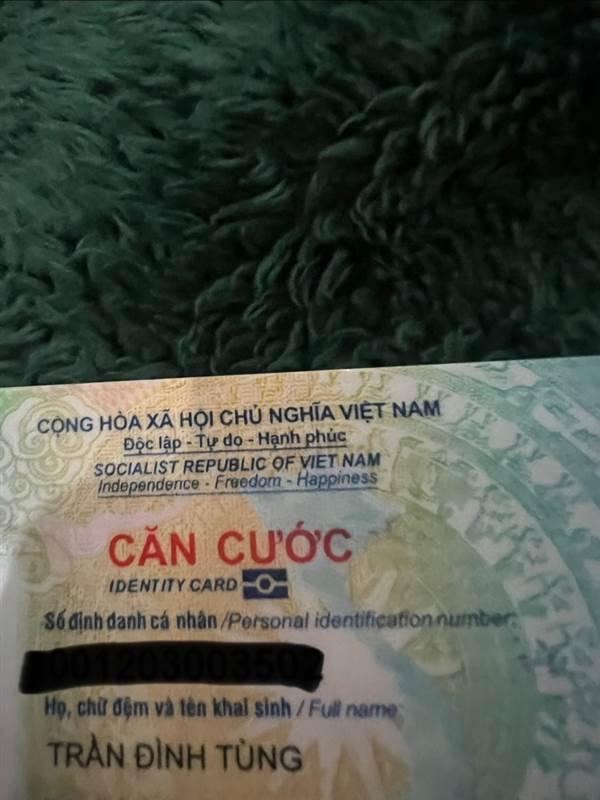 CỘNG HÒA XÃ HỘI CHỦ NGHĨA VIỆT NAM
Độc lập - Tự do - Hạnh phúc
SOCIALIST REPUBLIC OF VIET NAM
Independence - Freedom - Happiness
CĂN CƯỚC
IDENTITY CARD
Số định danh cá nhân /Personal identification number:
Họ, chữ đệm và tên khai sinh / Full name:
TRẦN ĐÌNH TÙNG